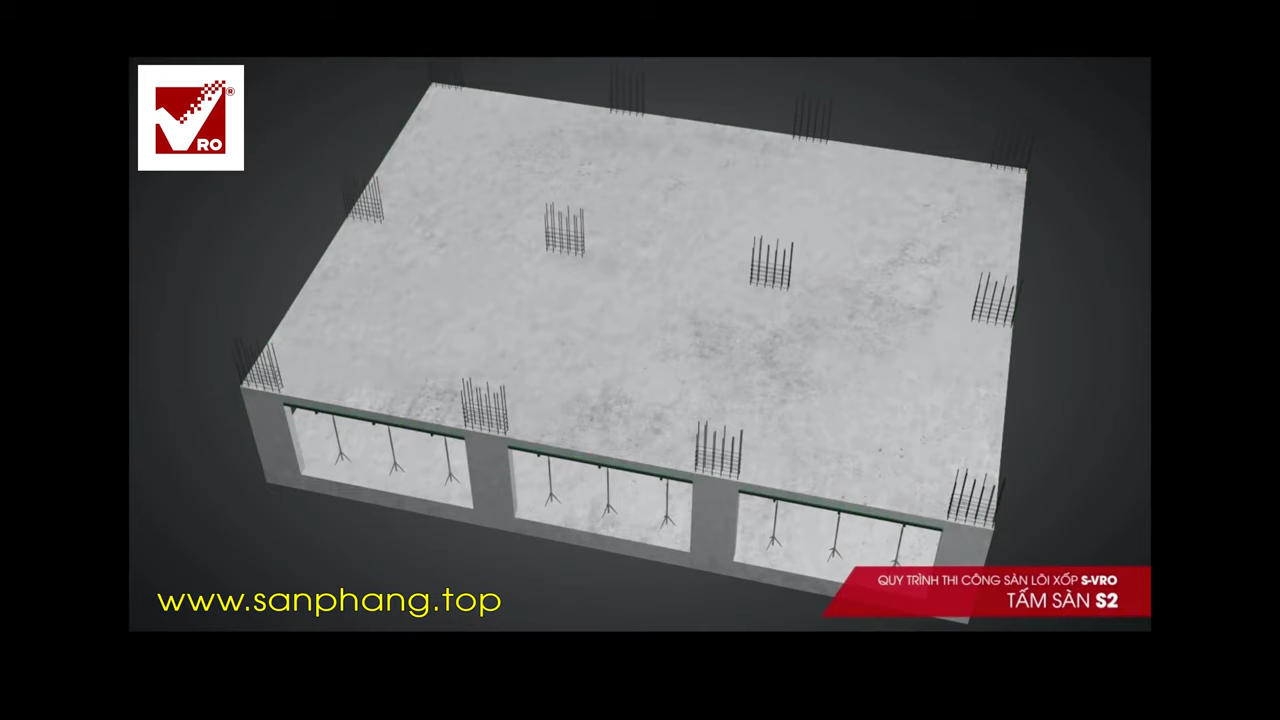 ®
RO
www.sanphang.top
QUY TRÌNH THI CÔNG SÀN LÕI XỐP S-VRO
TẤM SÀN S2